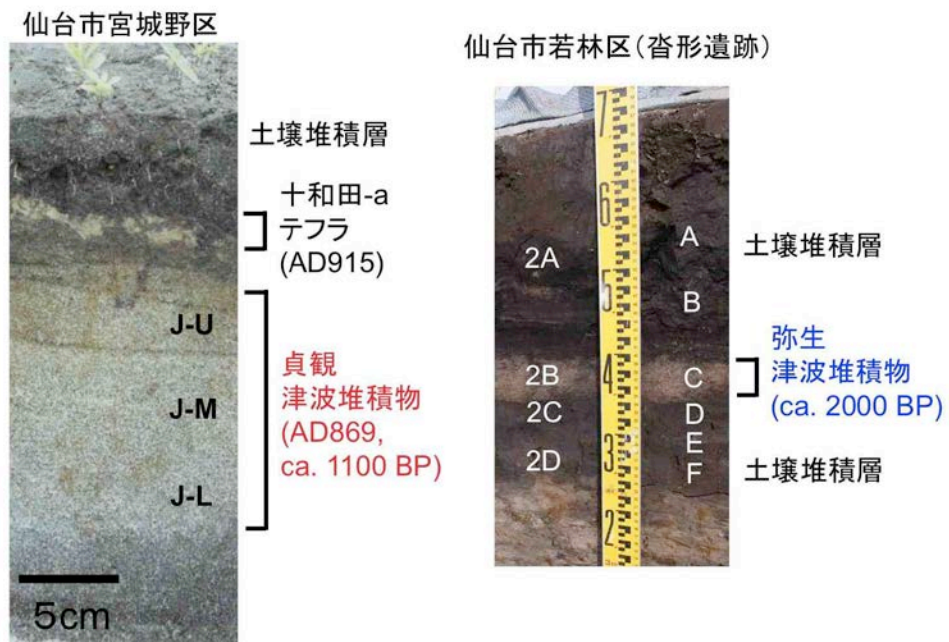 仙台市宮城野区
土壌堆積層
十和田-a
テフラ
(AD915)
J-U
J-M
J-L
貞観
津波堆積物
(AD869,
ca. 1100 BP)
5cm
仙台市若林区(沓形遺跡)
7
6
5
4
3
2
2A
2B
2C
2D
A
B
C
D
E
F
土壌堆積層
弥生
津波堆積物
(ca. 2000 BP)
土壌堆積層